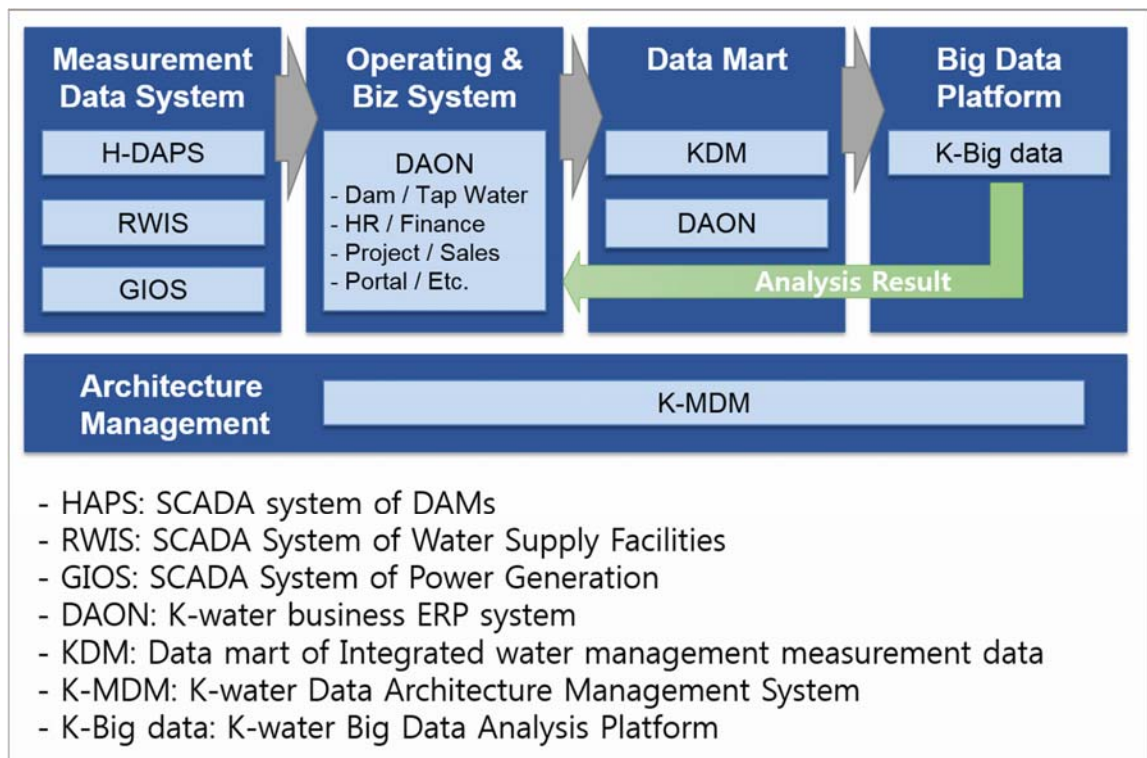 Measurement
Data System
H-DAPS
RWIS
GIOS
Operating &
Biz System
DAON
- Dam / Tap Water
- HR / Finance
- Project / Sales
- Portal / Etc.
Data Mart
KDM
DAON
Big Data
Platform
K-Big data
Analysis Result
Architecture
Management
K-MDM
- HAPS: SCADA system of DAMs
- RWIS: SCADA System of Water Supply Facilities
- GIOS: SCADA System of Power Generation
- DAON: K-water business ERP system
- KDM: Data mart of Integrated water management measurement data
- K-MDM: K-water Data Architecture Management System
- K-Big data: K-water Big Data Analysis Platform